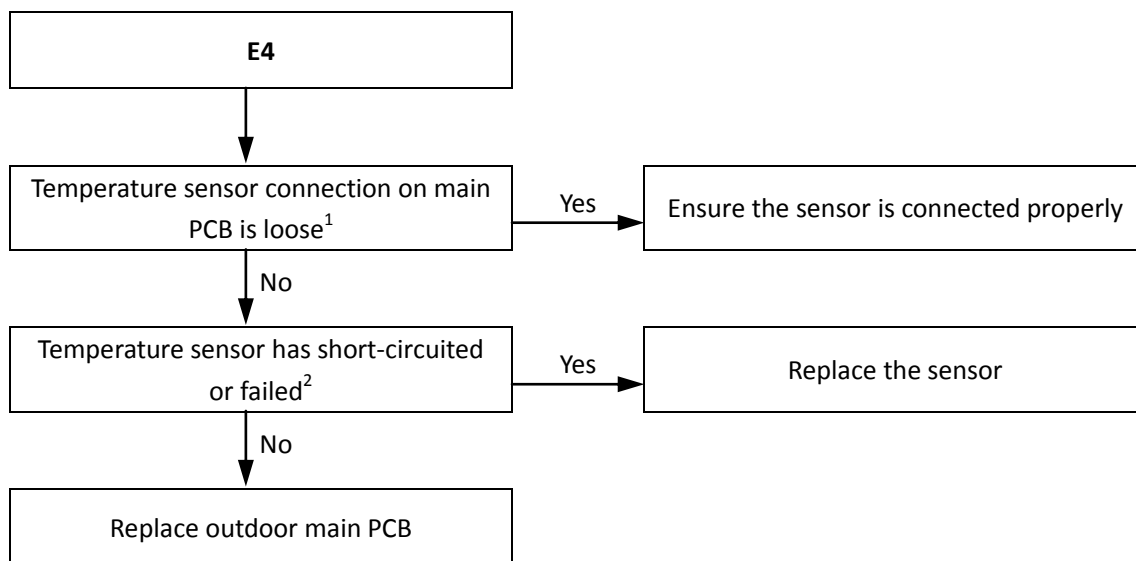 E4
Temperature sensor connection on main
PCB is loose¹
Yes
Ensure the sensor is connected properly
No
Temperature sensor has short-circuited
or failed²
Yes
Replace the sensor
No
Replace outdoor main PCB